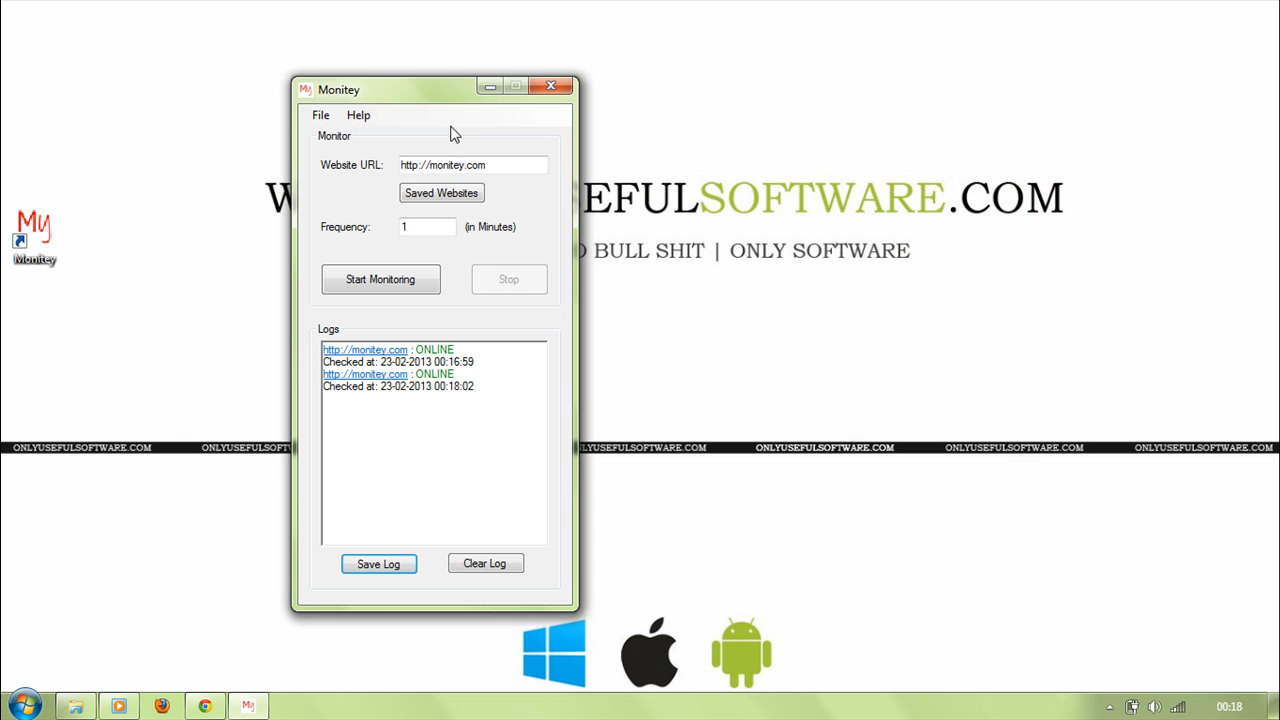 Monitey
File Help
Monitor
Website URL: http://monitey.com
Saved Websites
Frequency: 1 (in Minutes)
Start Monitoring Stop
Logs
http://monitey.com : ONLINE
Checked at: 23-02-2013 00:16:59
http://monitey.com : ONLINE
Checked at: 23-02-2013 00:18:02
Save Log Clear Log
EFULSOFTWARE.COM
BULL SHIT | ONLY SOFTWARE
My
Monitey
ONLYUSEFULSOFTWARE.COM ONLYUSEFULSOFTW LYUSEFULSOFTWARE.COM ONLYUSEFULSOFTWARE.COM ONLYUSEFULSOFTWARE.COM ONLYUSEFULSOFTWARE.COM
My
00:18